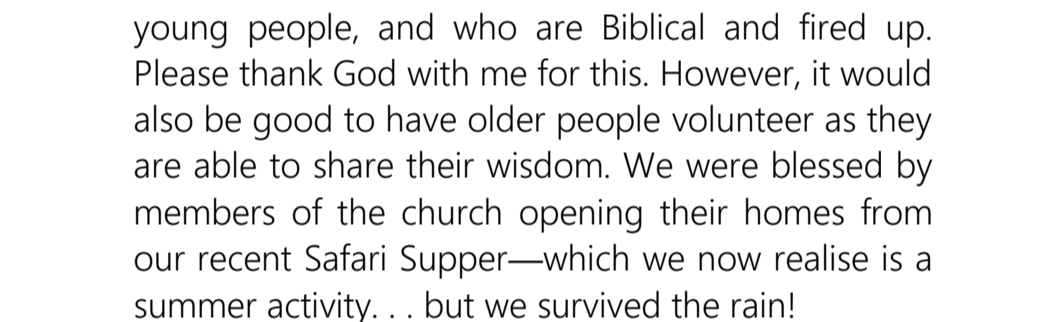 young people, and who are Biblical and fired up.
Please thank God with me for this. However, it would
also be good to have older people volunteer as they
are able to share their wisdom. We were blessed by
members of the church opening their homes from
our recent Safari Supper—which we now realise is a
summer activity. . . but we survived the rain!